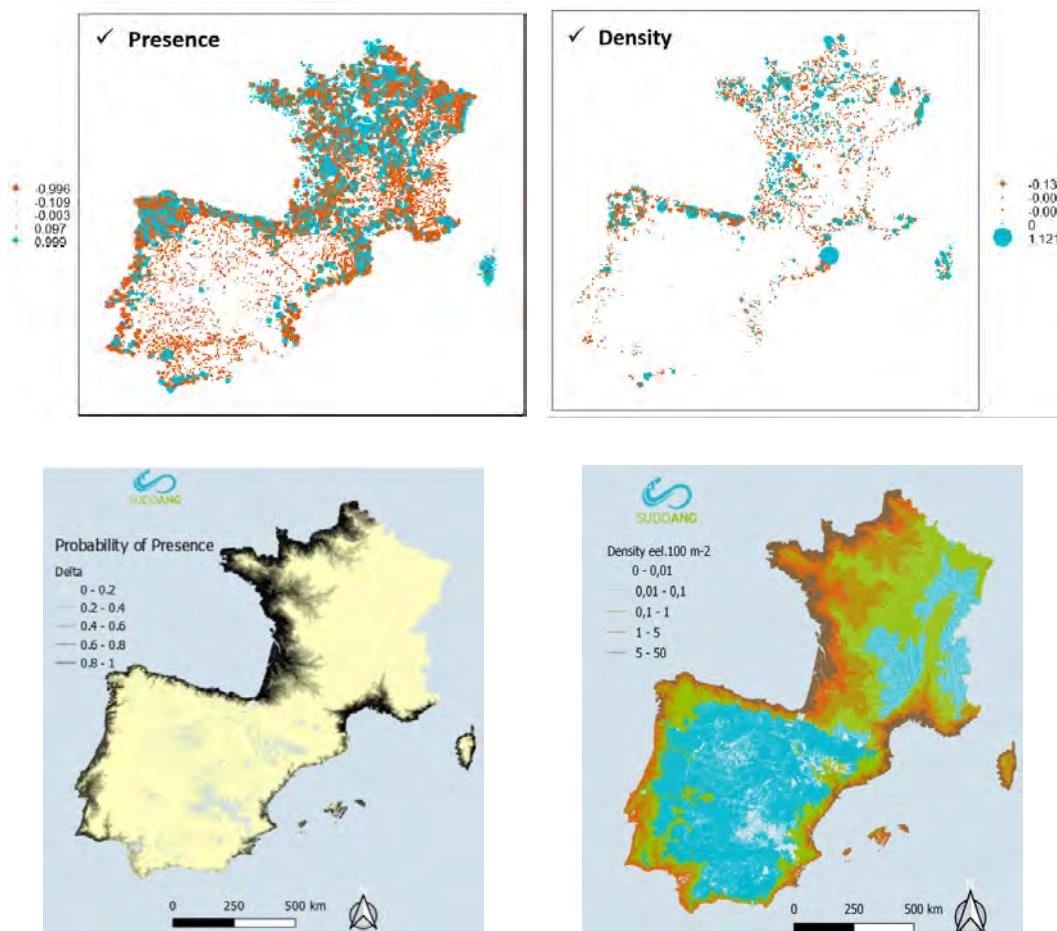 ✓ Presence
-0.996
-0.109
-0.003
0.097
0.999
✓ Density
-0.13
-0.00
-0.00
0
1.121
SUDOANG
Probability of Presence
Delta
0 - 0.2
0.2 - 0.4
0.4 - 0.6
0.6 - 0.8
0.8 - 1
0 250 500 km
SUDOANG
Density eel.100 m-2
0 - 0,01
0,01 - 0,1
0,1 - 1
1 - 5
5 - 50
0 250 500 km